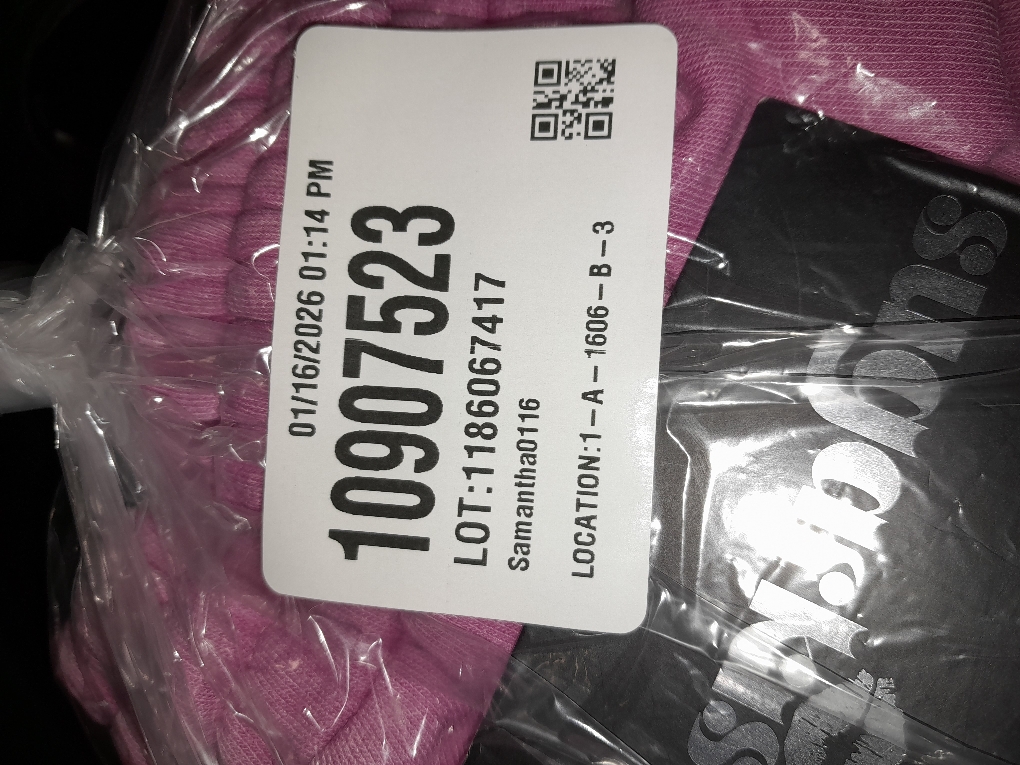 01/16/2026 01:14 PM
10907523
LOT:1186067417
Samantha0116
LOCATION:1-A-1606-B-3